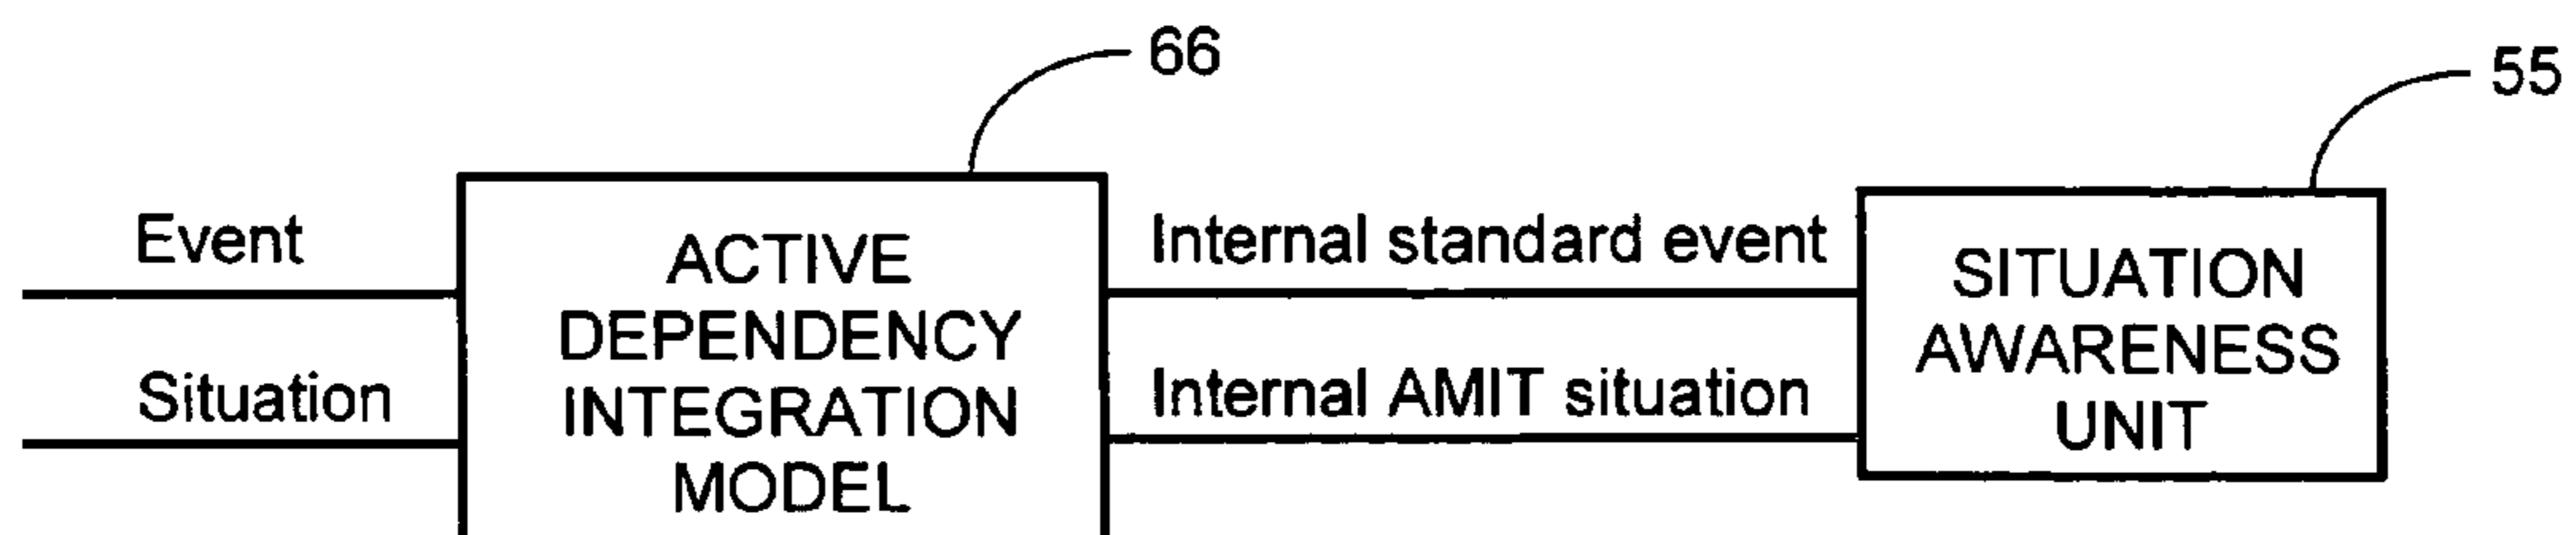 66
55
Event
Situation
ACTIVE
DEPENDENCY
INTEGRATION
MODEL
Internal standard event
Internal AMIT situation
SITUATION
AWARENESS
UNIT